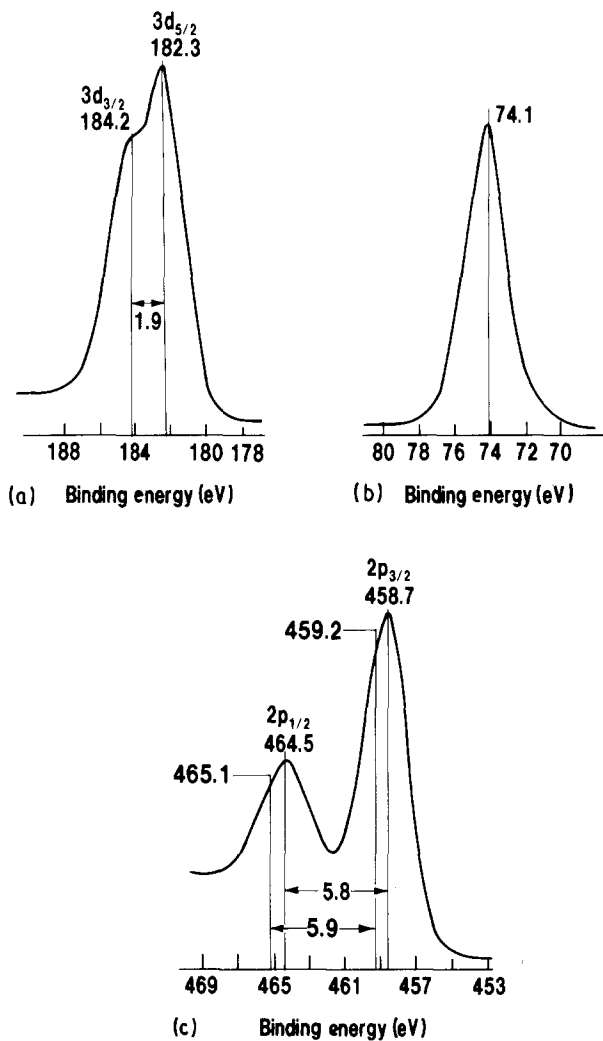 3d5/2
182.3
3d3/2
184.2
1.9
188 184 180 178
(a) Binding energy (eV)
74.1
80 78 76 74 72 70
(b) Binding energy (eV)
2p3/2
458.7
459.2
2p1/2
464.5
465.1
5.8
5.9
469 465 461 457 453
(c) Binding energy (eV)